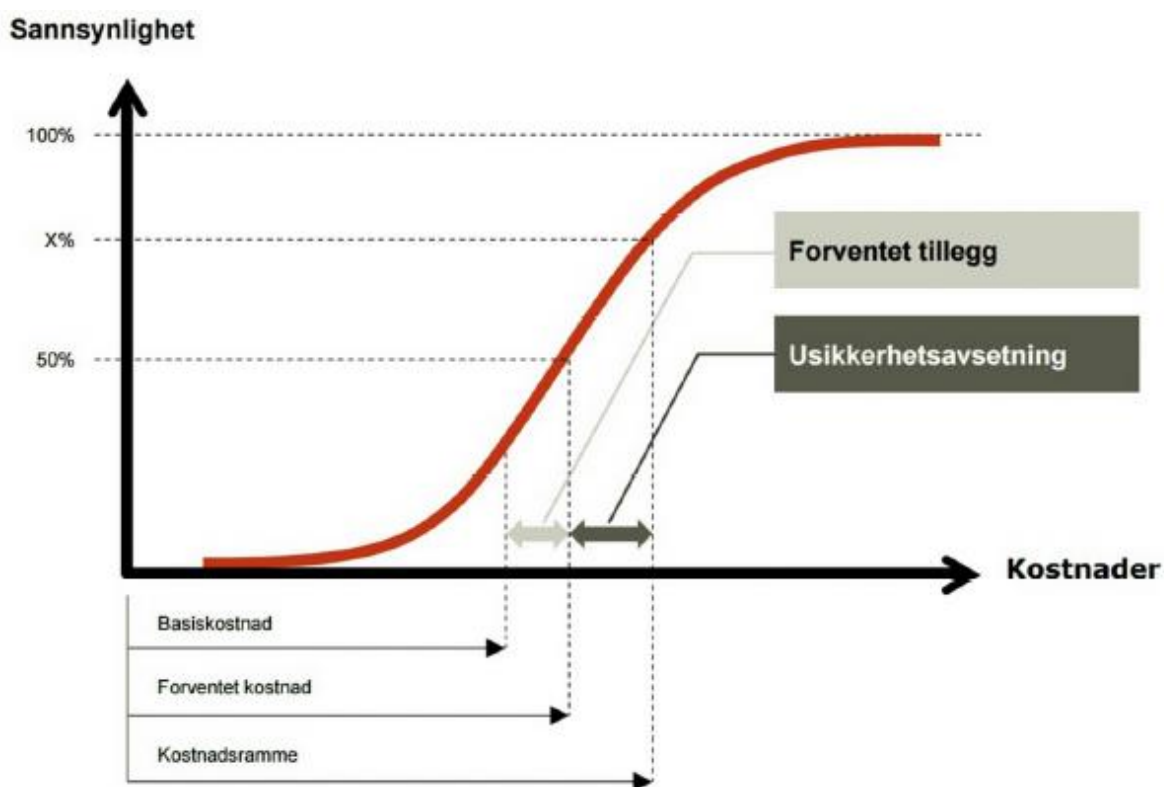 Sannsynlighet
100%
X%
Forventet tillegg
50%
Usikkerhetsavsetning
Kostnader
Basiskostnad
Forventet kostnad
Kostnadsramme